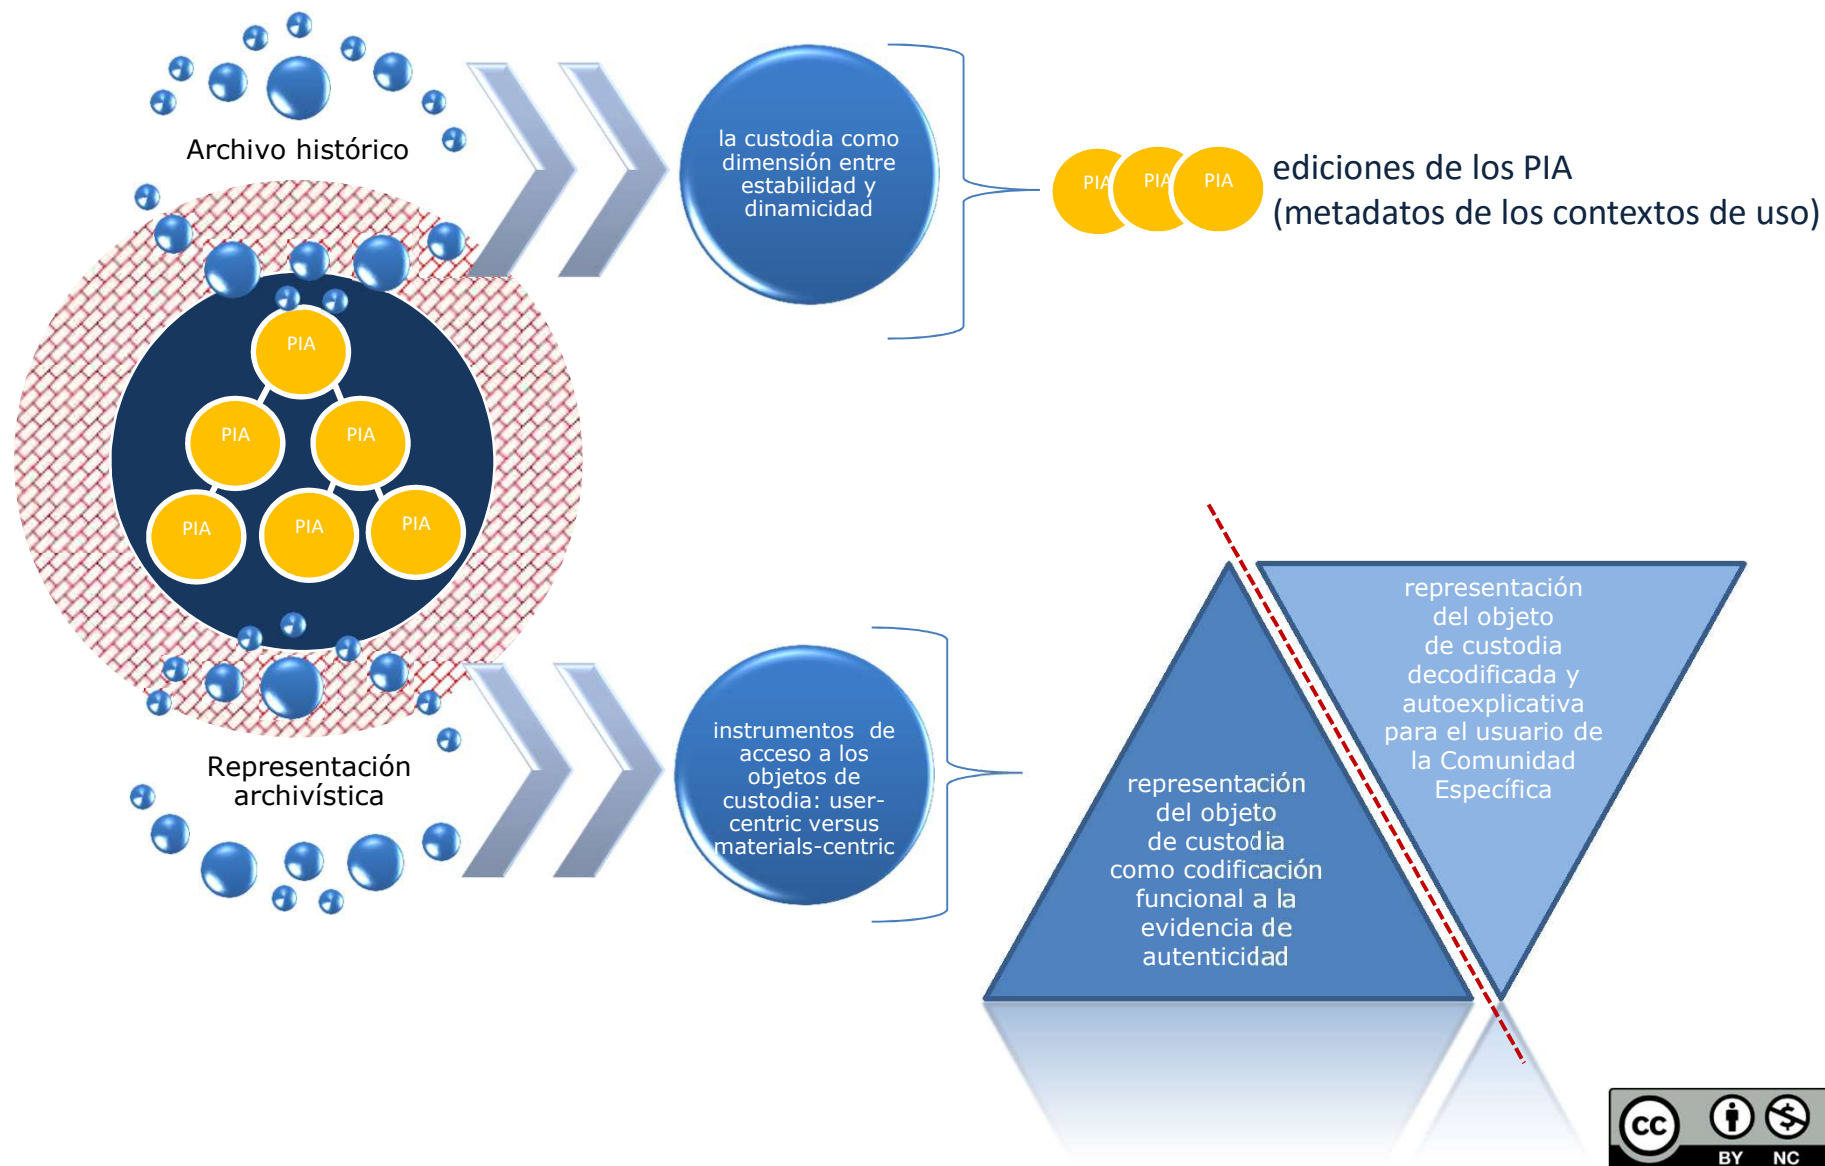 Archivo histórico
la custodia como
dimensión entre
estabilidad y
dinamicidad
PIA
PIA
PIA
ediciones de los PIA
(metadatos de los contextos de uso)
PIA
PIA
PIA
PIA
PIA
PIA
Representación
archivística
instrumentos de
acceso a los
objetos de
custodia: user-
centric versus
materials-centric
representación
del objeto
de custodia
como codificación
funcional a la
evidencia de
autenticidad
representación
del objeto
de custodia
decodificada y
autoexplicativa
para el usuario de
la Comunidad
Específica
cc
BY NC